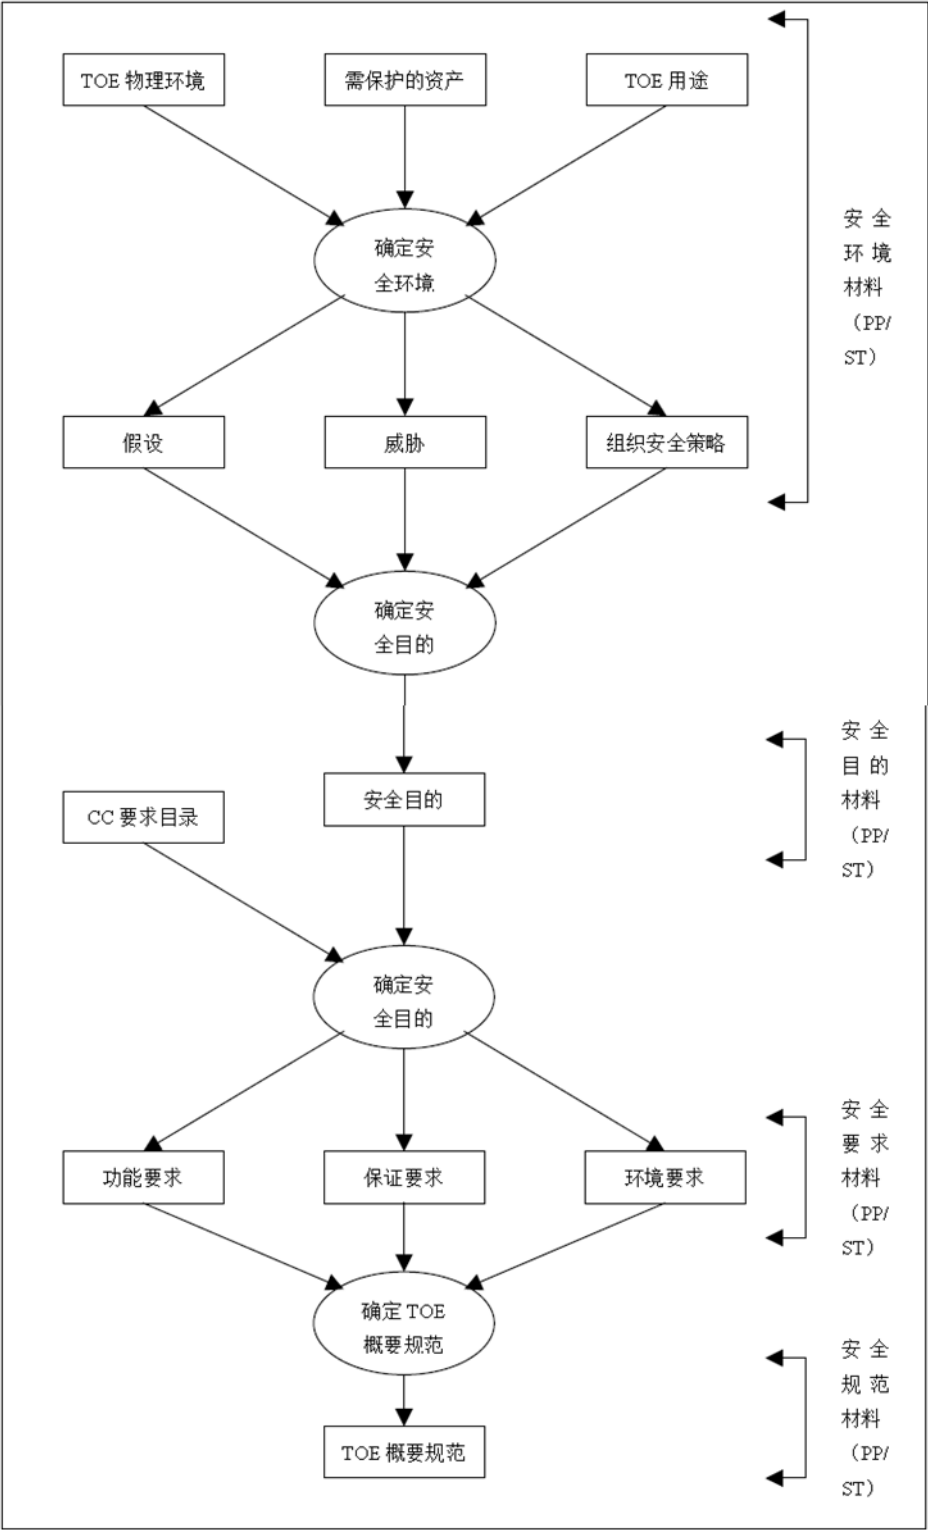 TOE 物理环境
需保护的资产
TOE 用途
安 全
环 境
材料
（PP/
ST）
确定安
全环境
假设
威胁
组织安全策略
确定安
全目的
安 全
目 的
材料
（PP/
ST）
安全目的
CC 要求目录
确定安
全目的
安 全
要 求
材料
（PP/
ST）
功能要求
保证要求
环境要求
确定 TOE
概要规范
安 全
规 范
材料
（PP/
ST）
TOE 概要规范